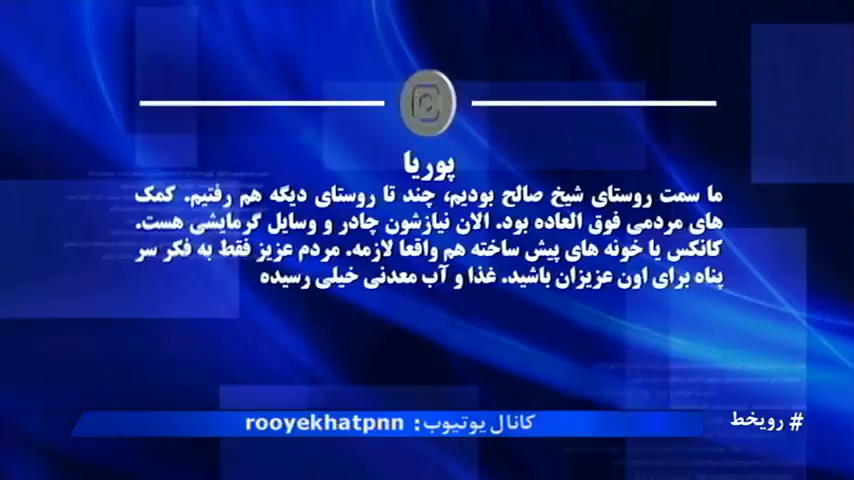 پوریا
ما سمت روستای شیخ صالح بودیم، چند تا روستای دیگه هم رفتیم. کمک
های مردمی فوق العاده بود. الان نیازشون چادر و وسایل گرمایشی هست.
کانکس یا خونه های پیش ساخته هم واقعا لازمه. مردم عزیز فقط به فکر سر
پناه برای اون عزیزان باشید. غذا و آب معدنی خیلی رسیده
# رویخط
کانال یوتیوب: rooyekhatpnn